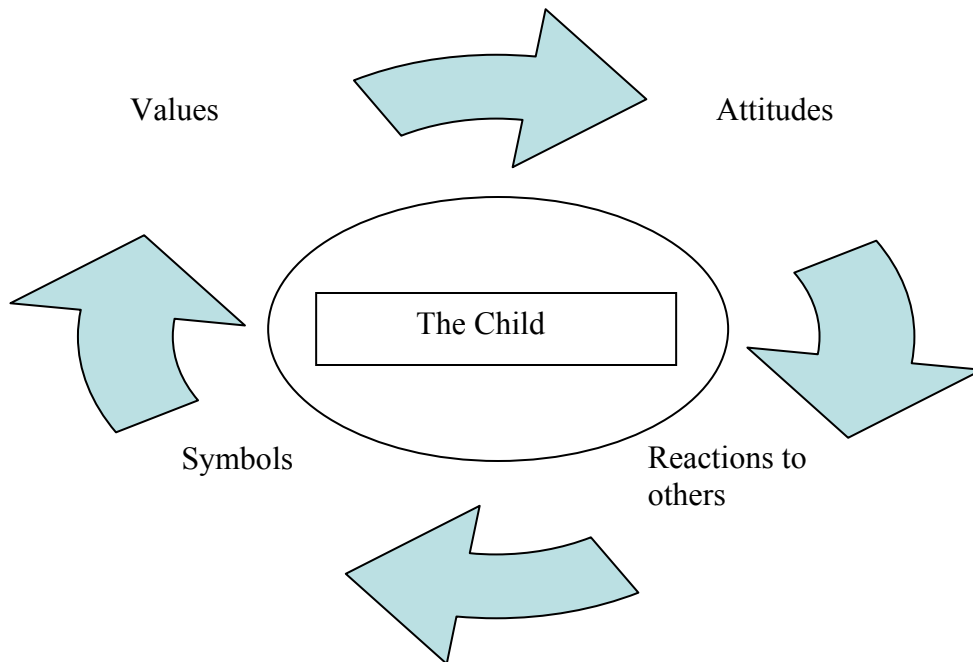 Values
Attitudes
The Child
Symbols
Reactions to
others